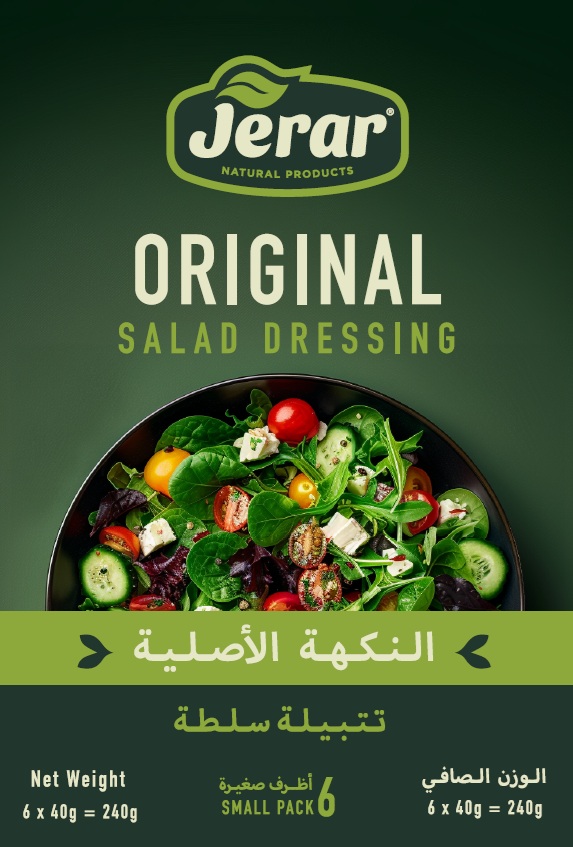 Jerar®
NATURAL PRODUCTS
ORIGINAL
SALAD DRESSING
النكهة الأصلية
تتبيلة سلطة
Net Weight
6 x 40g = 240g
6 أظرف صغيرة
SMALL PACK
الوزن الصافي
6 x 40g = 240g